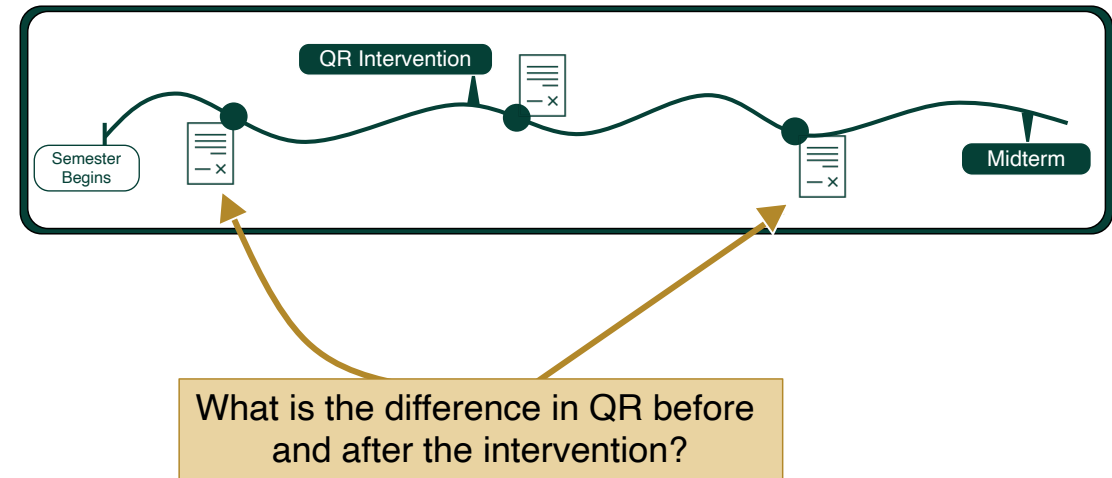 QR Intervention
Semester
Begins
Midterm
What is the difference in QR before
and after the intervention?